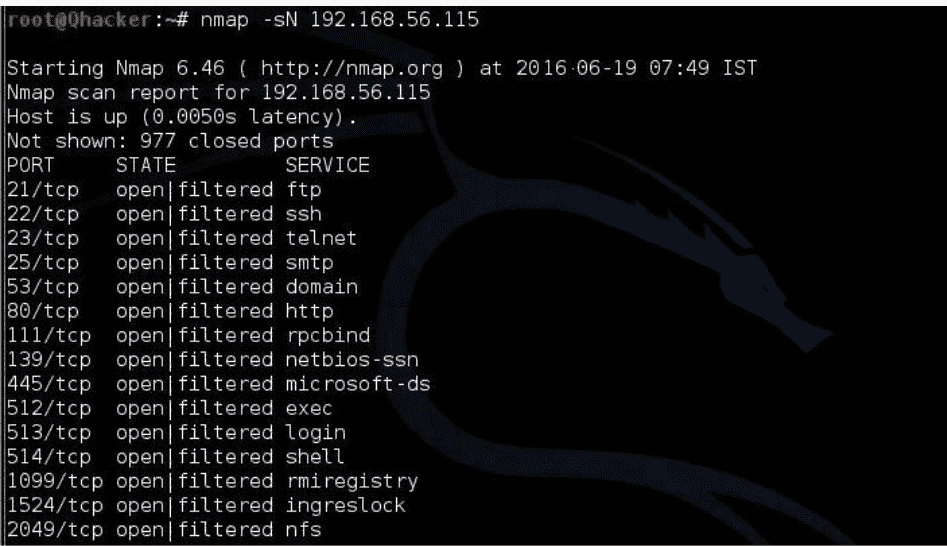 root@Qhacker:~# nmap -sN 192.168.56.115
Starting Nmap 6.46 ( http://nmap.org ) at 2016-06-19 07:49 IST
Nmap scan report for 192.168.56.115
Host is up (0.0050s latency).
Not shown: 977 closed ports
PORT STATE SERVICE
21/tcp open|filtered ftp
22/tcp open|filtered ssh
23/tcp open|filtered telnet
25/tcp open|filtered smtp
53/tcp open|filtered domain
80/tcp open|filtered http
111/tcp open|filtered rpcbind
139/tcp open|filtered netbios-ssn
445/tcp open|filtered microsoft-ds
512/tcp open|filtered exec
513/tcp open|filtered login
514/tcp open|filtered shell
1099/tcp open|filtered rmiregistry
1524/tcp open|filtered ingreslock
2049/tcp open|filtered nfs